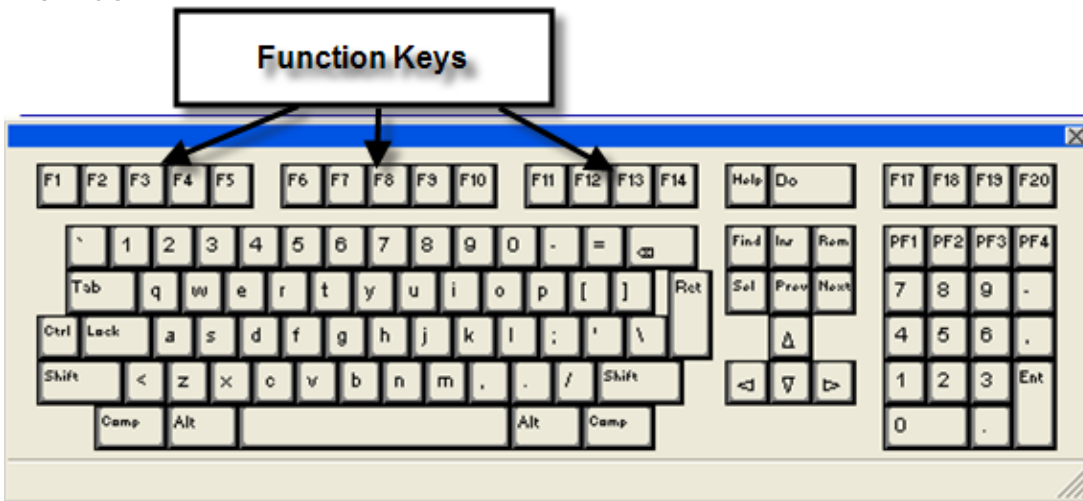 Function Keys
F1 F2 F3 F4 F5 F6 F7 F8 F9 F10 F11 F12 F13 F14 Help Do F17 F18 F19 F20
` 1 2 3 4 5 6 7 8 9 0 - = ⌫ Find Inr Rem PF1 PF2 PF3 PF4
Tab q w e r t y u i o p [ ] Ret Sel Prev Next 7 8 9 -
Ctrl Lock a s d f g h j k l ; ' \ 4 5 6 ,
Shift < z x c v b n m , . / Shift 1 2 3 Ent
Comp Alt Alt Comp 0 .